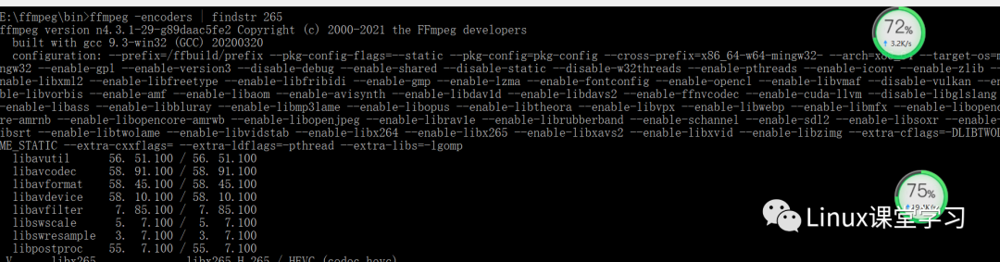 E:\ffmpeg\bin>ffmpeg -encoders | findstr 265
ffmpeg version n4.3.1-29-g89daac5fe2 Copyright (c) 2000-2021 the FFmpeg developers
built with gcc 9.3-win32 (GCC) 20200320
configuration: --prefix=/ffbuild/prefix --pkg-config-flags=--static --pkg-config=pkg-config --cross-prefix=x86_64-w64-mingw32- --target-os=m
ngw32 --enable-gpl --enable-version3 --disable-debug --enable-shared --disable-static --disable-w32threads --enable-pthreads --enable-iconv --enable-zlib --
nable-libxml2 --enable-libfreetype --enable-libfribidi --enable-gmp --enable-lzma --enable-fontconfig --enable-opencl --enable-libvmaf --disable-vulkan --en
ble-libvorbis --enable-amf --enable-libaom --enable-avisynth --enable-libdav1d --enable-libdavs2 --enable-ffnvcodec --enable-cuda-llvm --disable-libglslang
-enable-libass --enable-libbluray --enable-libmp3lame --enable-libopus --enable-libtheora --enable-libvpx --enable-libwebp --enable-libmfx --enable-libopenc
re-amrnb --enable-libopencore-amrwb --enable-libopenjpeg --enable-librav1e --enable-librubberband --enable-schannel --enable-sdl2 --enable-libsoxr --enable-
ibsrt --enable-libtwolame --enable-libvidstab --enable-libx264 --enable-libx265 --enable-libxavs2 --enable-libxvid --enable-libzimg --extra-cflags=-DLIBTWOL
ME_STATIC --extra-cxxflags= --extra-ldflags=-pthread --extra-libs=-lgomp
libavutil 56. 51.100 / 56. 51.100
libavcodec 58. 91.100 / 58. 91.100
libavformat 58. 45.100 / 58. 45.100
libavdevice 58. 10.100 / 58. 10.100
libavfilter 7. 85.100 / 7. 85.100
libswscale 5. 7.100 / 5. 7.100
libswresample 3. 7.100 / 3. 7.100
libpostproc 55. 7.100 / 55. 7.100
V..... libx265 libx265 H.265 / HEVC (codec hevc)
72%
3.2K/s
75%
Linux课堂学习